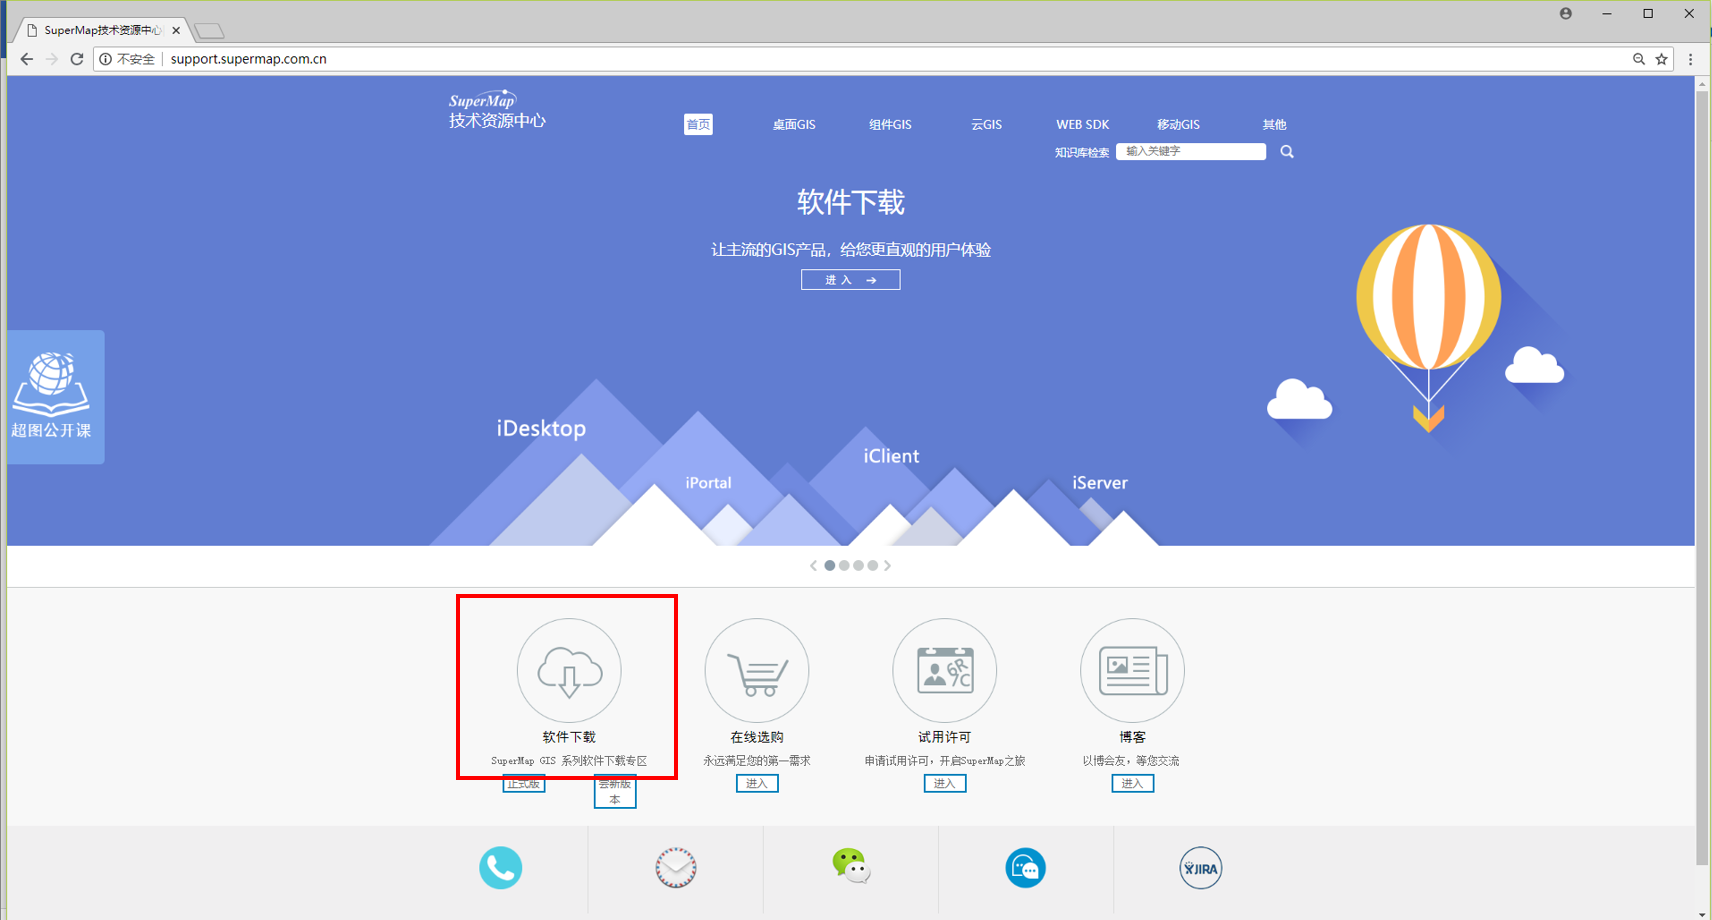 SuperMap技术资源中心
不安全
support.supermap.com.cn
SuperMap
技术资源中心
首页
桌面GIS
组件GIS
云GIS
WEB SDK
移动GIS
其他
知识库检索
输入关键字
软件下载
让主流的GIS产品，给您更直观的用户体验
进 入
超图公开课
iDesktop
iPortal
iClient
iServer
6R
7C
软件下载
在线选购
试用许可
博客
SuperMap GIS 系列软件下载专区
永远满足您的第一需求
申请试用许可，开启SuperMap之旅
以博会友，等您交流
正式版
尝新版
本
进入
进入
进入
JIRA